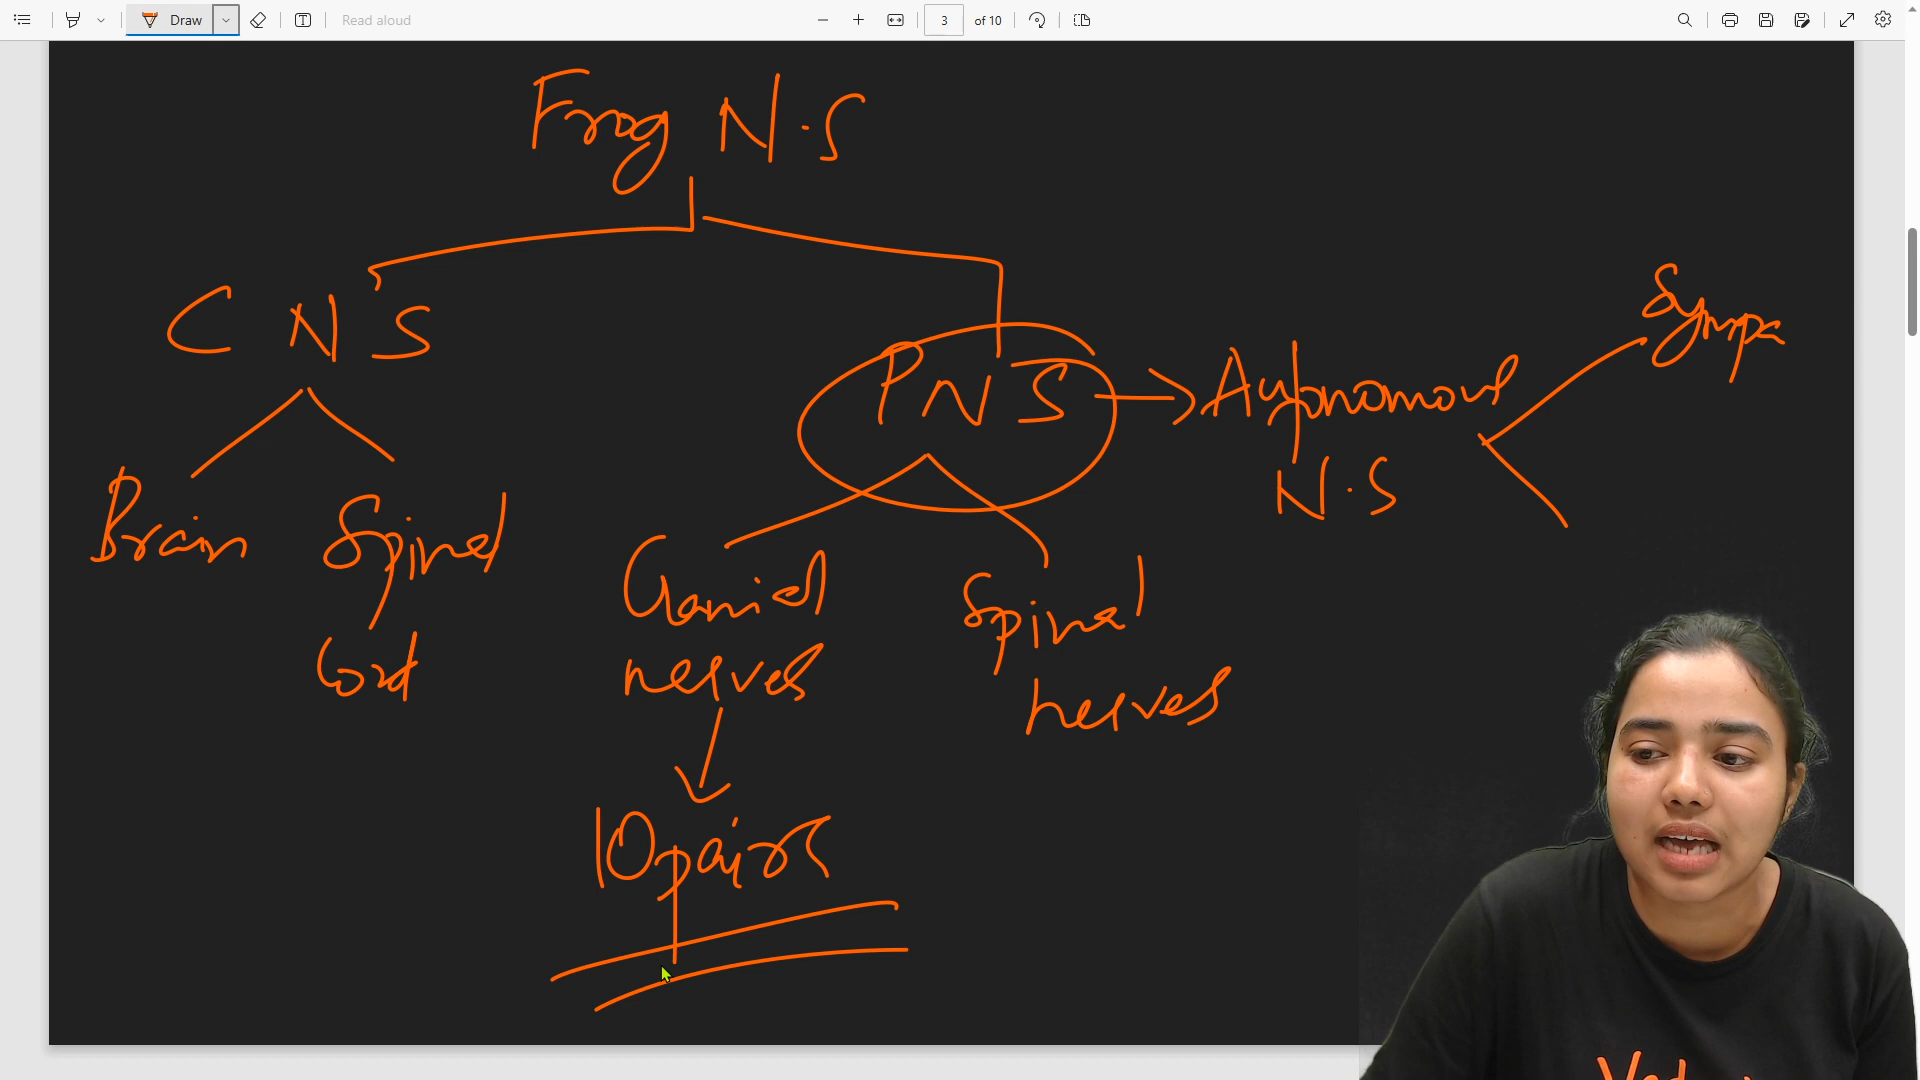 Draw
Read aloud
3 of 10
Frog N.S
CNS
PNS
Autonomous
N.S
Sympa
Brain
Spinal
Cord
Cranial
nerves
Spinal
nerves
10 pairs